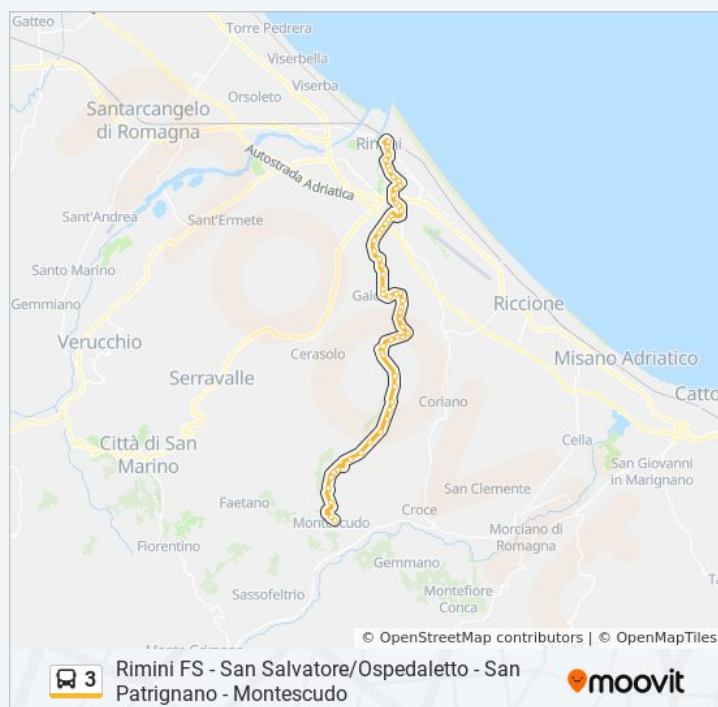 Gatteo
Torre Pedrera
Viserbella
Viserba
Orsoleto
Santarcangelo
di Romagna
Rimini
Autostrada Adriatica
Sant'Andrea
Sant'Ermete
Santo Marino
Gemmiano
Verucchio
Riccione
Cerasolo
Serravalle
Misano Adriatico
Catto
Coriano
Città di San
Marino
Cella
San Giovanni
in Marignano
San Clemente
Faetano
Montescudo
Croce
Morciano di
Romagna
Fiorentino
Gemmano
Sassofeltrio
Montefiore
Conca
© OpenStreetMap contributors | © OpenMapTiles
3
Rimini FS - San Salvatore/Ospedaletto - San
Patrignano - Montescudo
moovit